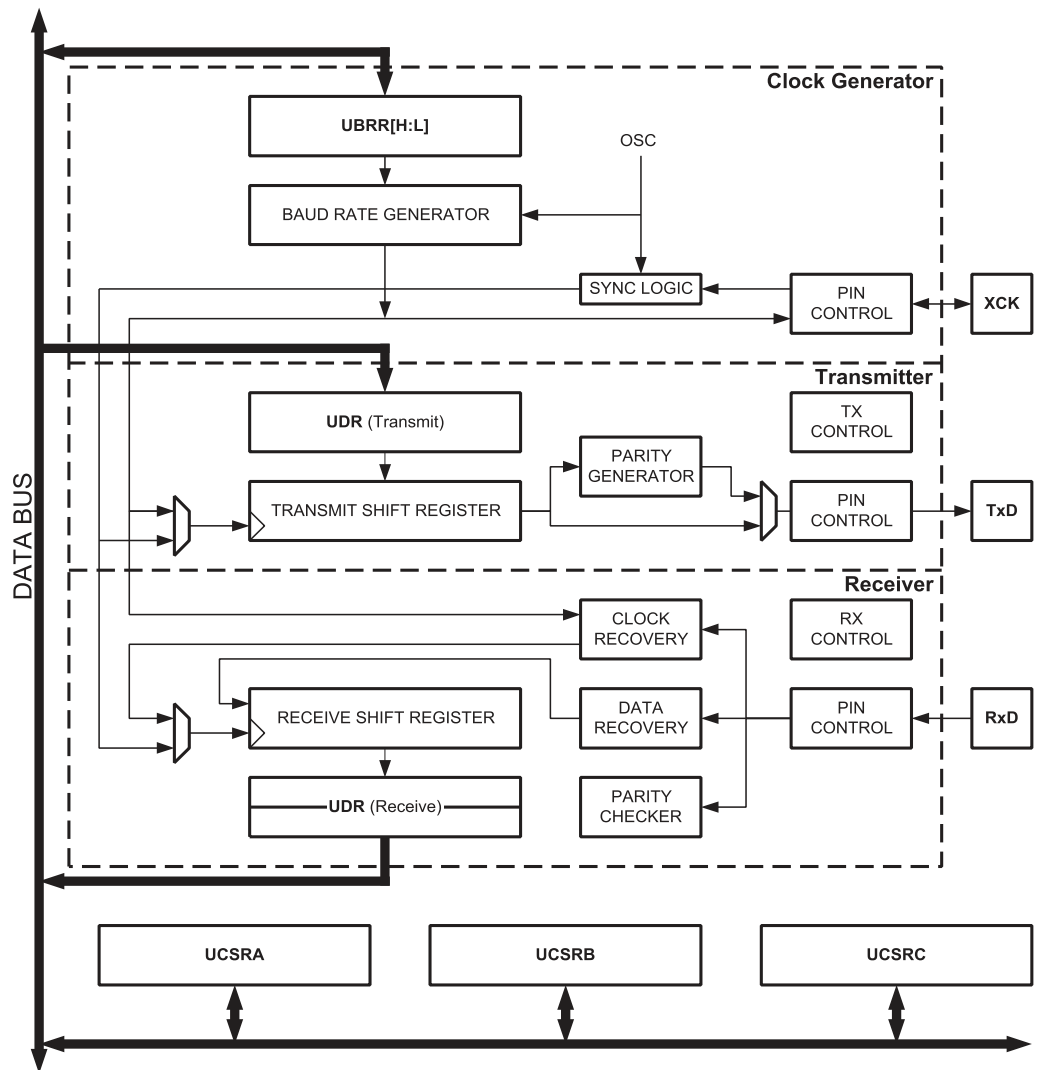 Clock Generator
UBRR[H:L]
OSC
BAUD RATE GENERATOR
SYNC LOGIC
PIN
CONTROL
XCK
Transmitter
UDR (Transmit)
TX
CONTROL
PARITY
GENERATOR
TRANSMIT SHIFT REGISTER
PIN
CONTROL
TxD
DATA BUS
Receiver
CLOCK
RECOVERY
RX
CONTROL
RECEIVE SHIFT REGISTER
DATA
RECOVERY
PIN
CONTROL
RxD
UDR (Receive)
PARITY
CHECKER
UCSRA
UCSRB
UCSRC